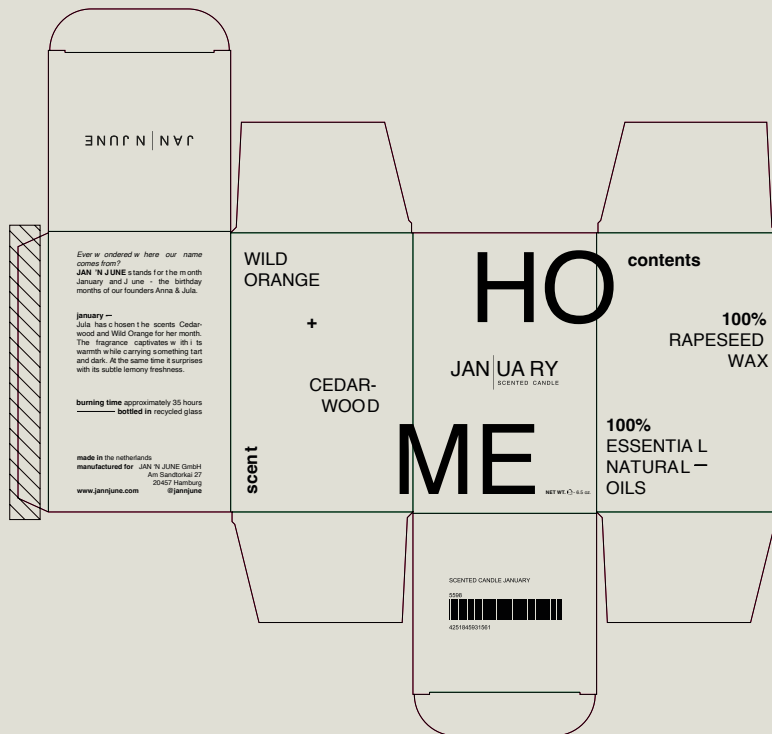 JAN | N JUNE
Ever wondered where our name
comes from?
JAN 'N JUNE stands for the month
January and June - the birthday
months of our founders Anna & Jula.
january —
Jula has chosen the scents Cedar-
wood and Wild Orange for her month.
The fragrance captivates with its
warmth while carrying something tart
and dark. At the same time it surprises
with its subtle lemony freshness.
burning time approximately 35 hours
bottled in recycled glass
made in the netherlands
manufactured for JAN 'N JUNE GmbH
Am Sandtorkai 27
20457 Hamburg
www.jannjune.com @jannjune
WILD
ORANGE
+
CEDAR-
WOOD
scent
HO
JAN|UARY
SCENTED CANDLE
ME
NET WT. - 6.5 oz.
contents
100%
RAPESEED
WAX
100%
ESSENTIAL
NATURAL —
OILS
SCENTED CANDLE JANUARY
5598
4251845931561